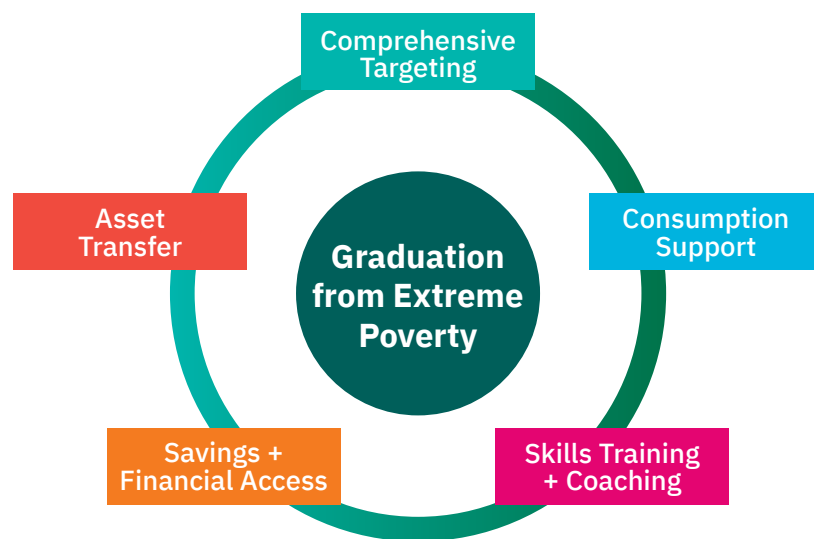 Comprehensive
Targeting
Asset
Transfer
Consumption
Support
Graduation
from Extreme
Poverty
Savings +
Financial Access
Skills Training
+ Coaching